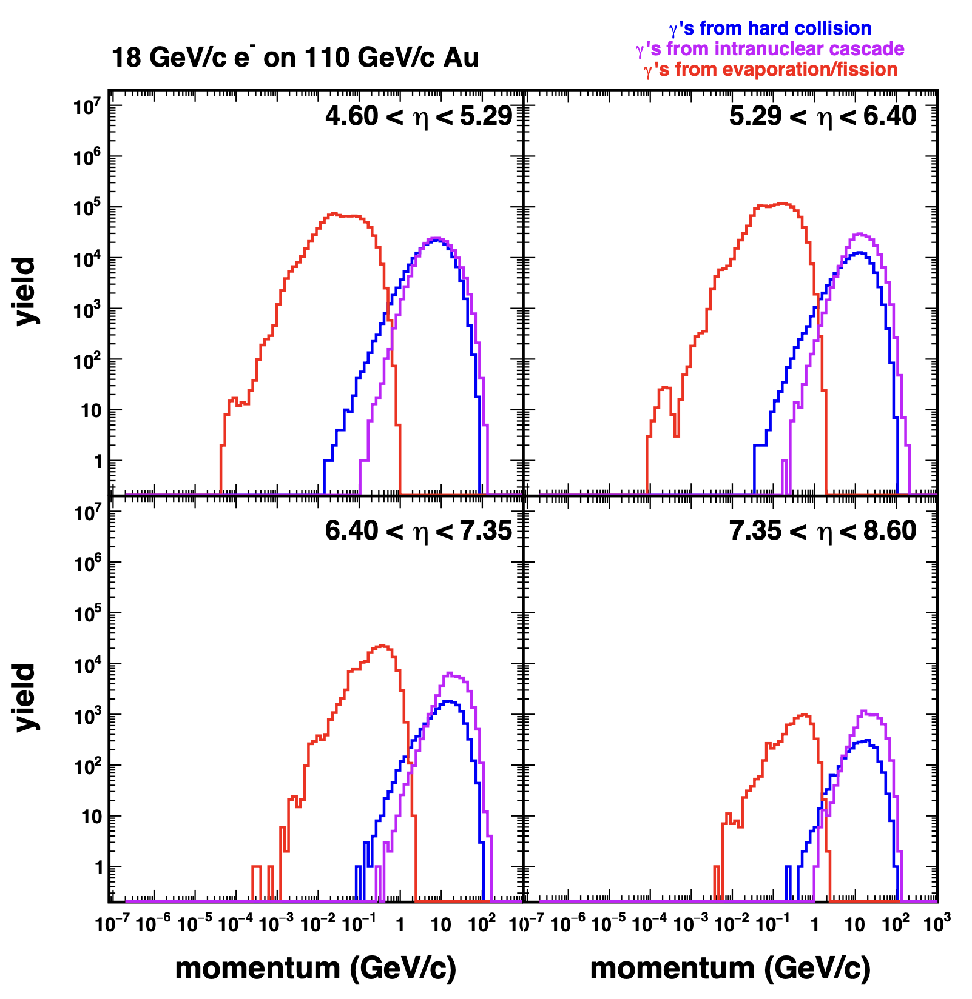 γ's from hard collision
18 GeV/c e⁻ on 110 GeV/c Au
γ's from intranuclear cascade
γ's from evaporation/fission
4.60 < η < 5.29
5.29 < η < 6.40
10⁷
10⁶
10⁵
10⁴
10³
10²
10
1
yield
6.40 < η < 7.35
7.35 < η < 8.60
10⁷
10⁶
10⁵
10⁴
10³
10²
10
1
yield
10⁻⁷ 10⁻⁶ 10⁻⁵ 10⁻⁴ 10⁻³ 10⁻² 10⁻¹ 1 10 10² 10⁻⁷ 10⁻⁶ 10⁻⁵ 10⁻⁴ 10⁻³ 10⁻² 10⁻¹ 1 10 10² 10³
momentum (GeV/c) momentum (GeV/c)